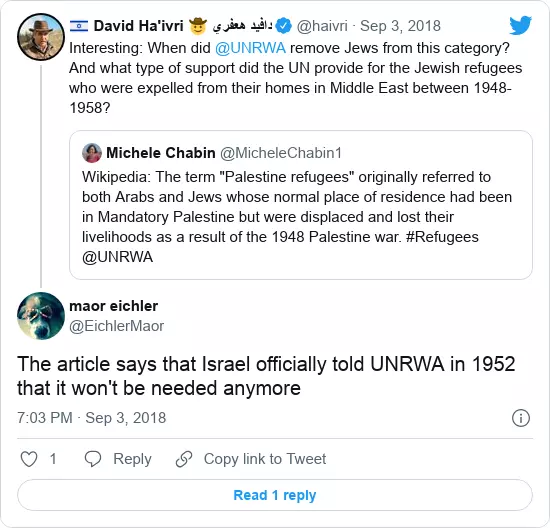 🇮🇱 David Ha'ivri 🤠 דאפיד هعفري @haivri · Sep 3, 2018
Interesting: When did @UNRWA remove Jews from this category?
And what type of support did the UN provide for the Jewish refugees
who were expelled from their homes in Middle East between 1948-
1958?
Michele Chabin @MicheleChabin1
Wikipedia: The term "Palestine refugees" originally referred to
both Arabs and Jews whose normal place of residence had been
in Mandatory Palestine but were displaced and lost their
livelihoods as a result of the 1948 Palestine war. #Refugees
@UNRWA
maor eichler
@EichlerMaor
The article says that Israel officially told UNRWA in 1952
that it won't be needed anymore
7:03 PM · Sep 3, 2018
1 Reply Copy link to Tweet
Read 1 reply